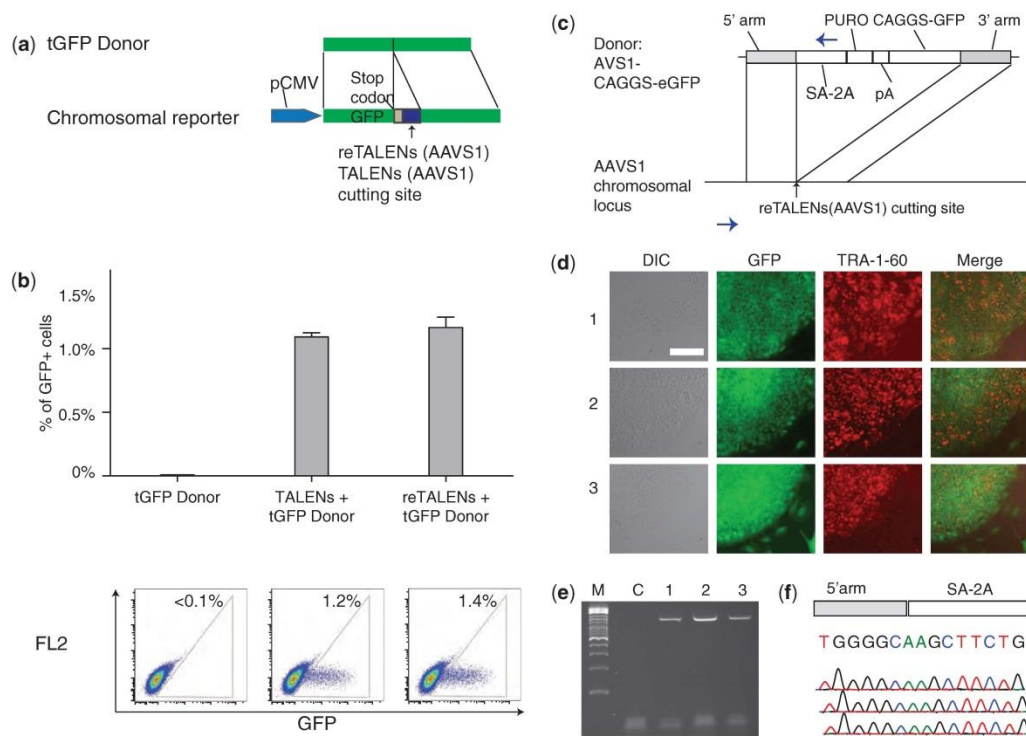 (a)
tGFP Donor
pCMV
Stop
codon
GFP
Chromosomal reporter
reTALENs (AAVS1)
TALENs (AAVS1)
cutting site
(b)
% of GFP+ cells
1.5%
1.0%
0.5%
0%
tGFP Donor
TALENs +
tGFP Donor
reTALENs +
tGFP Donor
<0.1%
1.2%
1.4%
FL2
GFP
(c)
5' arm
PURO CAGGS-GFP
3' arm
Donor:
AVS1-
CAGGS-eGFP
SA-2A
pA
AAVS1
chromosomal
locus
reTALENs(AAVS1) cutting site
(d)
DIC GFP TRA-1-60 Merge
1
2
3
(e)
M C 1 2 3
(f)
5'arm SA-2A
TGGGGCAAGCTTCTG